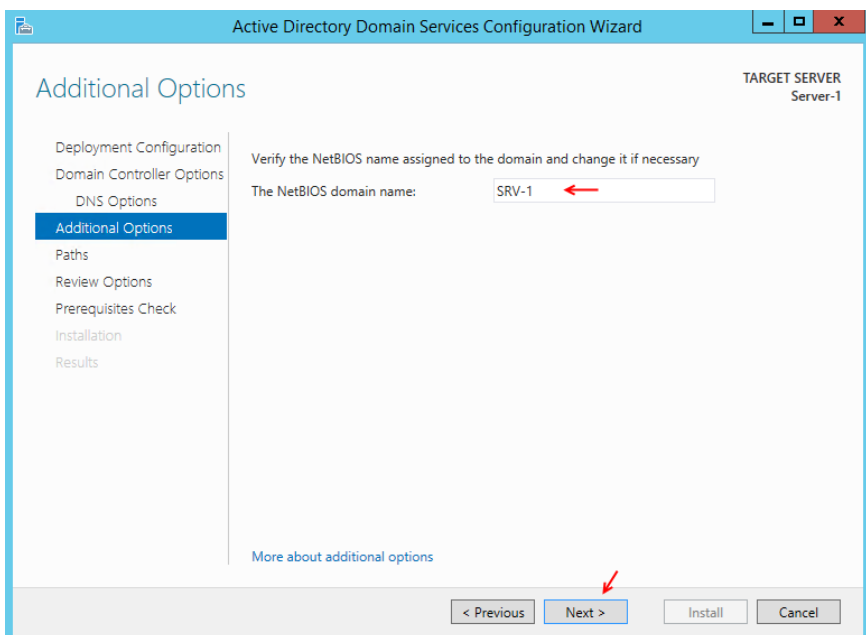 Active Directory Domain Services Configuration Wizard
Additional Options
TARGET SERVER
Server-1
Deployment Configuration
Domain Controller Options
DNS Options
Additional Options
Paths
Review Options
Prerequisites Check
Installation
Results
Verify the NetBIOS name assigned to the domain and change it if necessary
The NetBIOS domain name: SRV-1
More about additional options
< Previous Next > Install Cancel